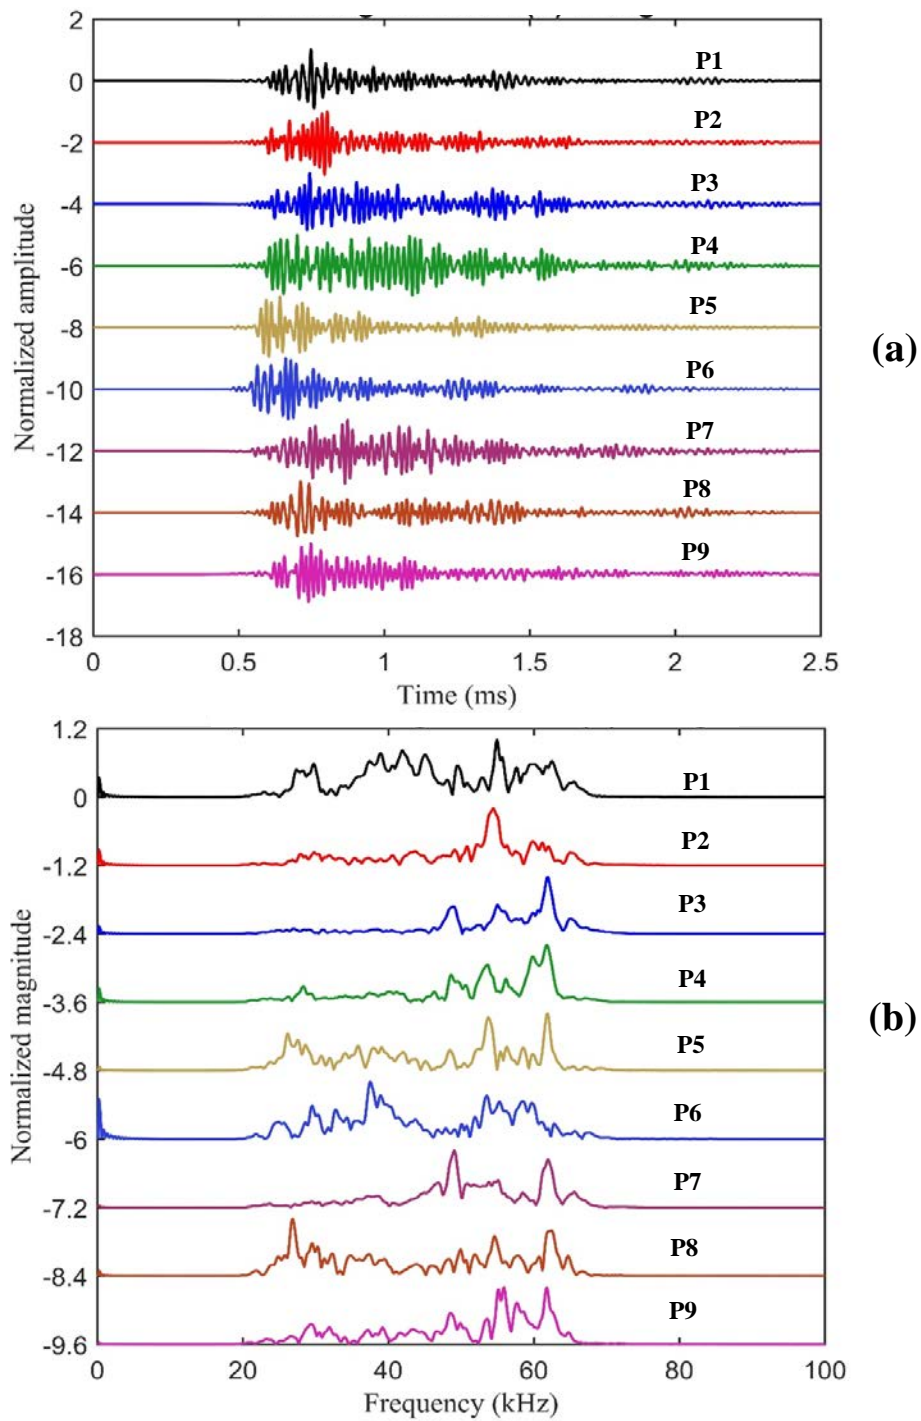 2
P1
0
P2
-2
P3
-4
P4
-6
P5
-8
(a)
P6
-10
P7
-12
P8
-14
P9
-16
-18
0 0.5 1 1.5 2 2.5
Time (ms)
Normalized amplitude
1.2
P1
0
P2
-1.2
P3
-2.4
P4
-3.6
(b)
P5
-4.8
P6
-6
P7
-7.2
P8
-8.4
P9
-9.6
0 20 40 60 80 100
Frequency (kHz)
Normalized magnitude